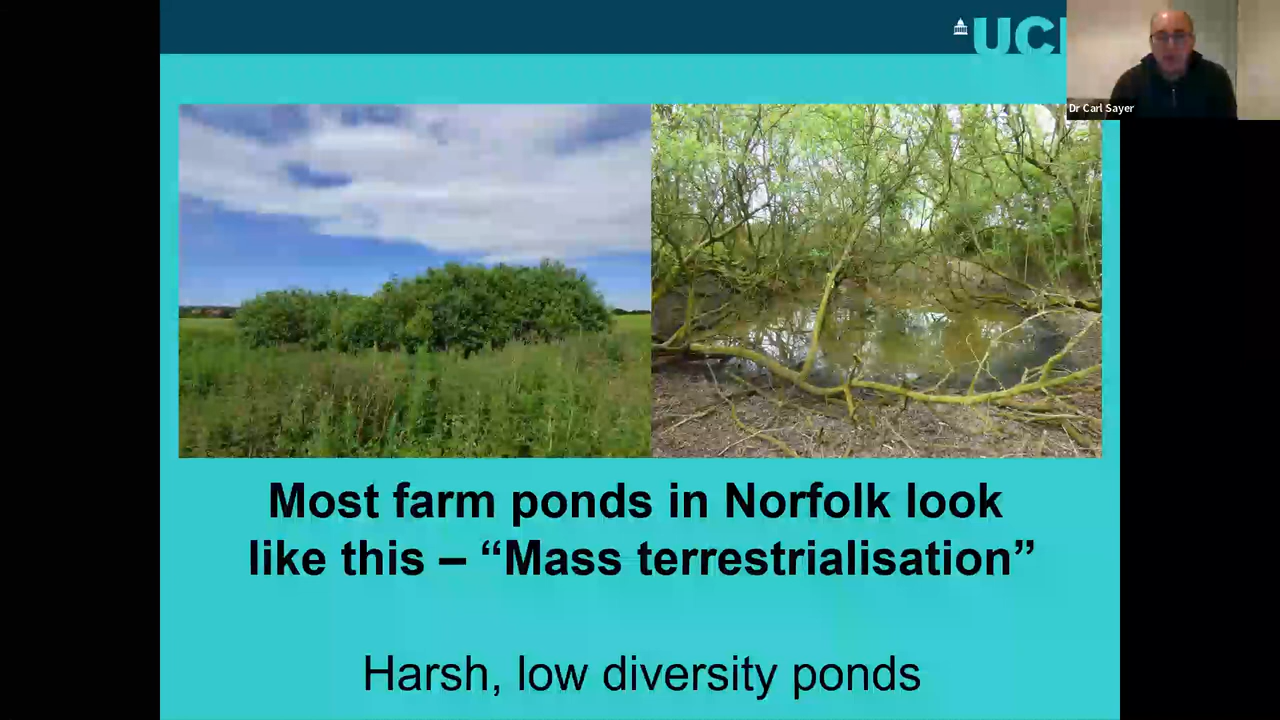 UCL
Dr Carl Sayer
Most farm ponds in Norfolk look
like this – “Mass terrestrialisation”
Harsh, low diversity ponds